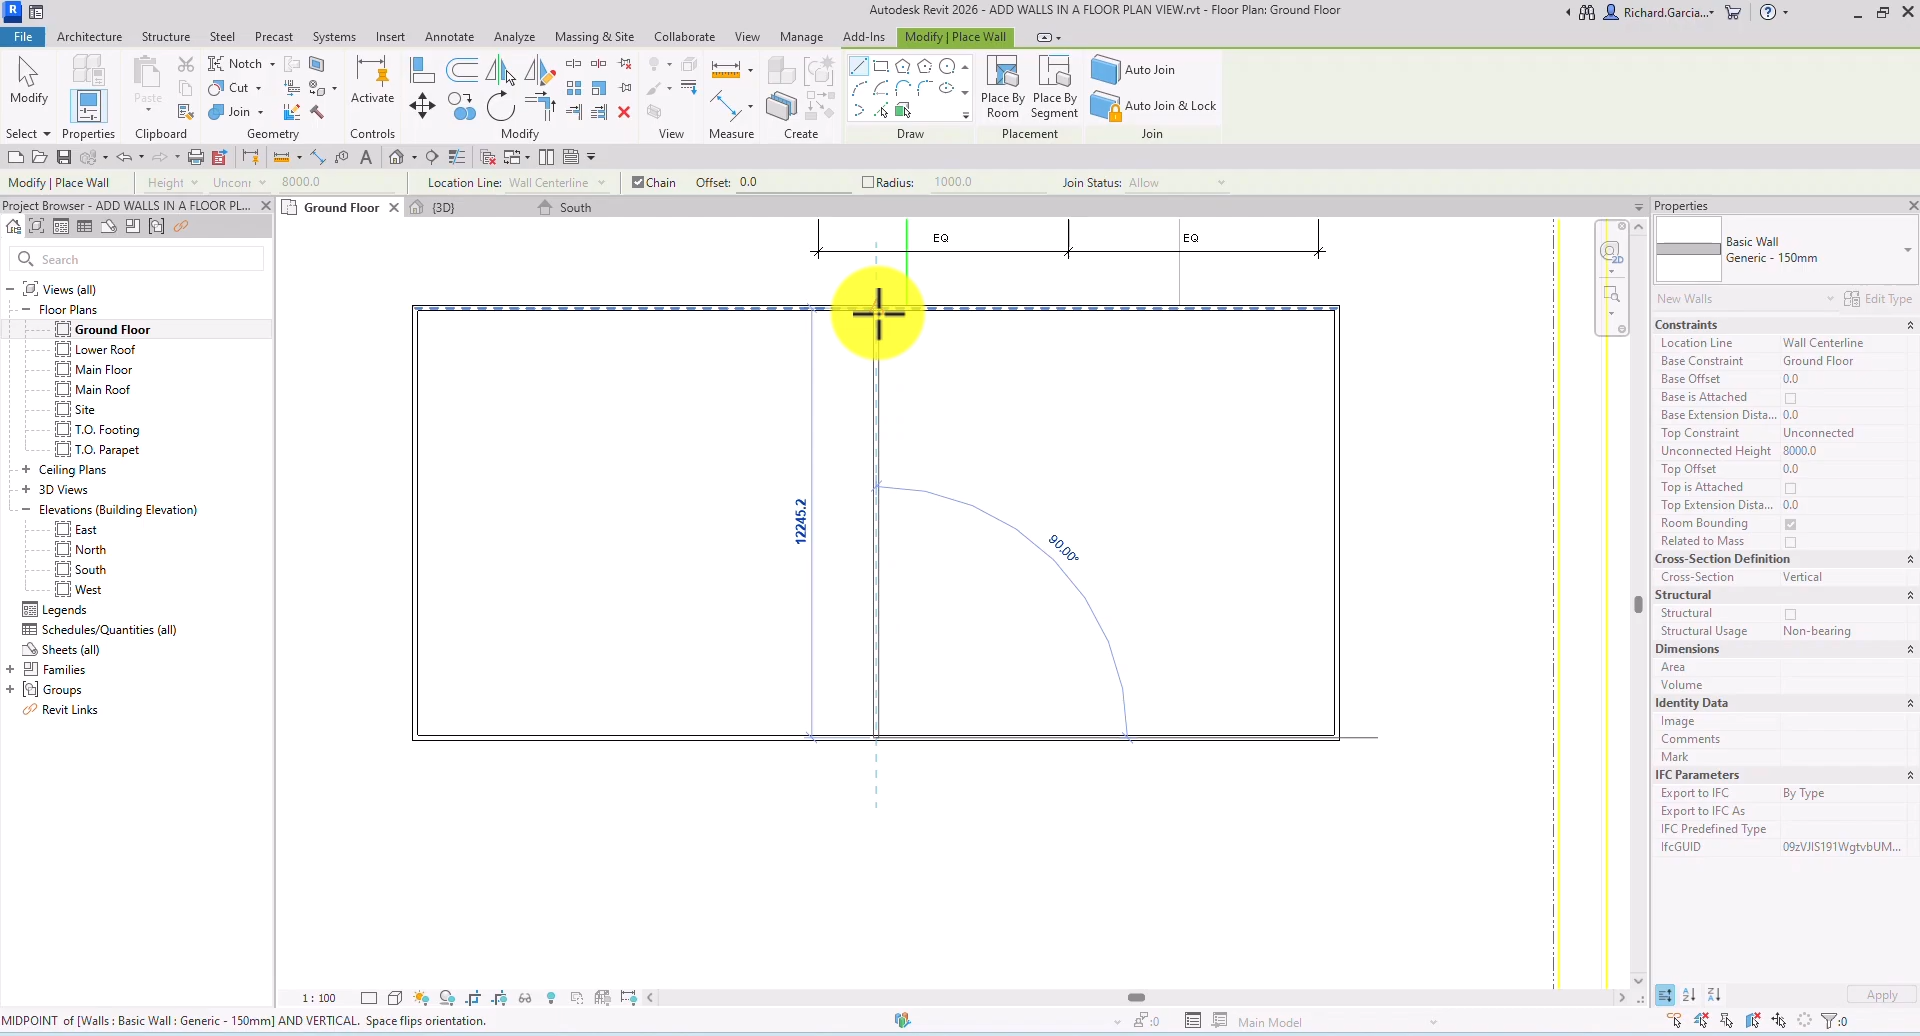 Autodesk Revit 2026 - ADD WALLS IN A FLOOR PLAN VIEW.rvt - Floor Plan: Ground Floor
Richard.Garcia...
File Architecture Structure Steel Precast Systems Insert Annotate Analyze Massing & Site Collaborate View Manage Add-Ins Modify | Place Wall
Modify
Paste
Notch
Cut
Join
Activate
Place By Room
Place By Segment
Auto Join
Auto Join & Lock
Select Properties Clipboard Geometry Controls Modify View Measure Create Draw Placement Join
Modify | Place Wall Height Uncon 8000.0 Location Line: Wall Centerline Chain Offset: 0.0 Radius: 1000.0 Join Status: Allow
Project Browser - ADD WALLS IN A FLOOR PL...
Ground Floor {3D} South
Search
Views (all)
Floor Plans
Ground Floor
Lower Roof
Main Floor
Main Roof
Site
T.O. Footing
T.O. Parapet
Ceiling Plans
3D Views
Elevations (Building Elevation)
East
North
South
West
Legends
Schedules/Quantities (all)
Sheets (all)
Families
Groups
Revit Links
EQ EQ
12245.2
90.00°
2D
Properties
Basic Wall
Generic - 150mm
New Walls Edit Type
Constraints
Location Line Wall Centerline
Base Constraint Ground Floor
Base Offset 0.0
Base is Attached
Base Extension Dista... 0.0
Top Constraint Unconnected
Unconnected Height 8000.0
Top Offset 0.0
Top is Attached
Top Extension Dista... 0.0
Room Bounding
Related to Mass
Cross-Section Definition
Cross-Section Vertical
Structural
Structural
Structural Usage Non-bearing
Dimensions
Area
Volume
Identity Data
Image
Comments
Mark
IFC Parameters
Export to IFC By Type
Export to IFC As
IFC Predefined Type
IfcGUID 09zVJIS191WgtvbUM...
Apply
1 : 100
MIDPOINT of [Walls : Basic Wall : Generic - 150mm] AND VERTICAL. Space flips orientation.
:0 Main Model :0